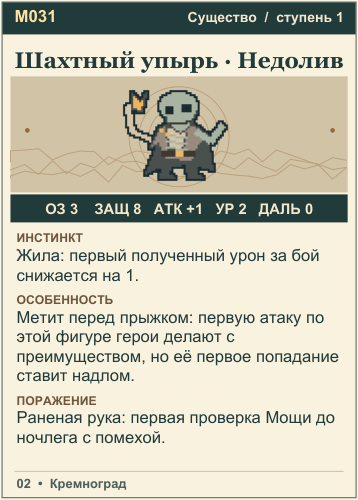 M031
Существо / ступень 1
Шахтный упырь · Недолив
ОЗ 3 ЗАЩ 8 АТК +1 УР 2 ДАЛЬ 0
ИНСТИНКТ
Жила: первый полученный урон за бой
снижается на 1.
ОСОБЕННОСТЬ
Метит перед прыжком: первую атаку по
этой фигуре герои делают с
преимуществом, но её первое попадание
ставит надлом.
ПОРАЖЕНИЕ
Раненая рука: первая проверка Мощи до
ночлега с помехой.
02 • Кремноград